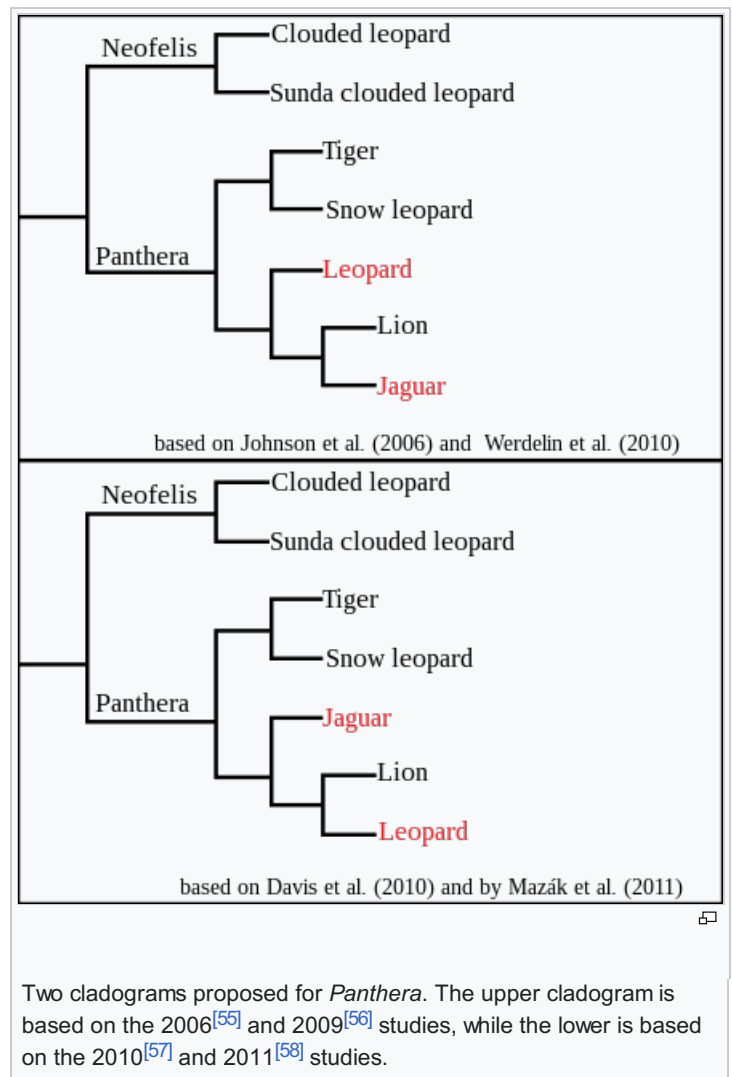 Clouded leopard
Neofelis
Sunda clouded leopard
Tiger
Snow leopard
Panthera
Leopard
Lion
Jaguar
based on Johnson et al. (2006) and Werdelin et al. (2010)
Clouded leopard
Neofelis
Sunda clouded leopard
Tiger
Snow leopard
Panthera
Jaguar
Lion
Leopard
based on Davis et al. (2010) and by Mazák et al. (2011)
Two cladograms proposed for Panthera. The upper cladogram is
based on the 2006[55] and 2009[56] studies, while the lower is based
on the 2010[57] and 2011[58] studies.